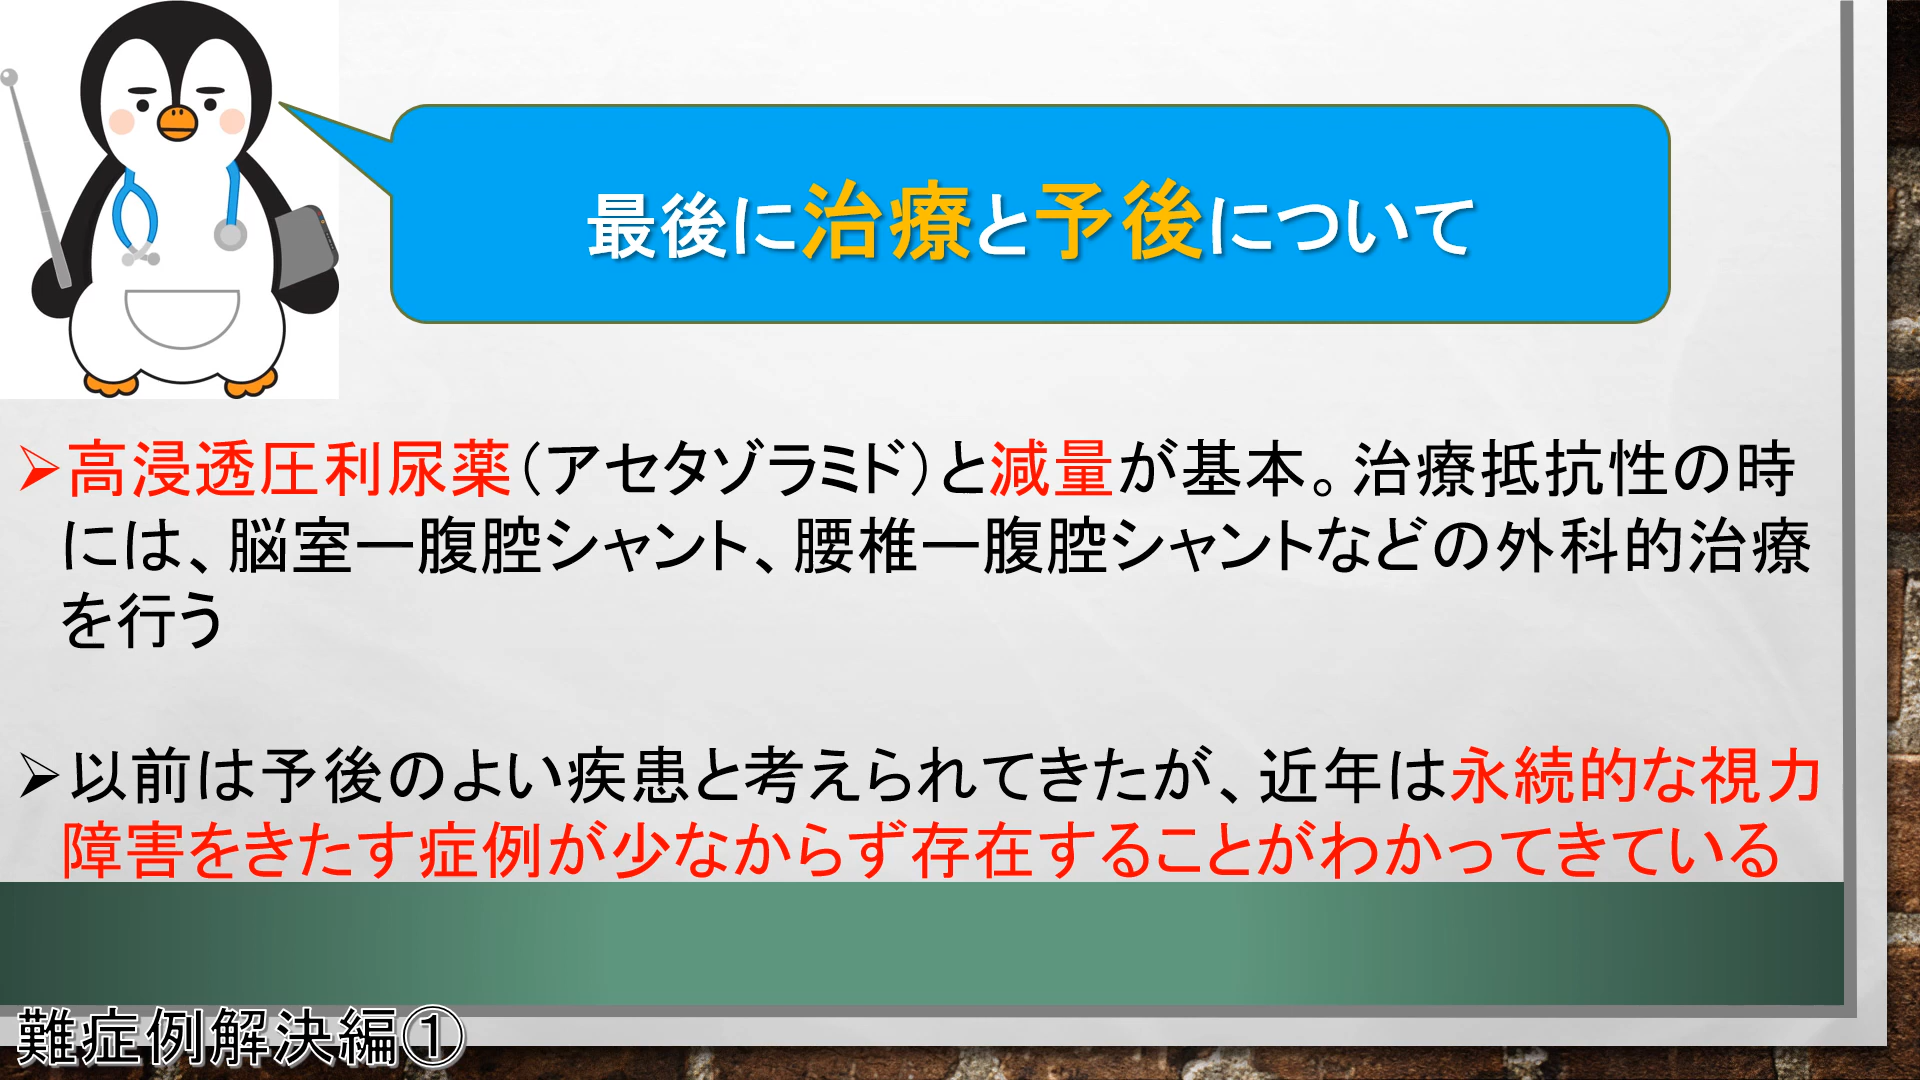 最後に治療と予後について
高浸透圧利尿薬（アセタゾラミド）と減量が基本。治療抵抗性の時
には、脳室ー腹腔シャント、腰椎ー腹腔シャントなどの外科的治療
を行う
以前は予後のよい疾患と考えられてきたが、近年は永続的な視力
障害をきたす症例が少なからず存在することがわかってきている
難症例解決編①